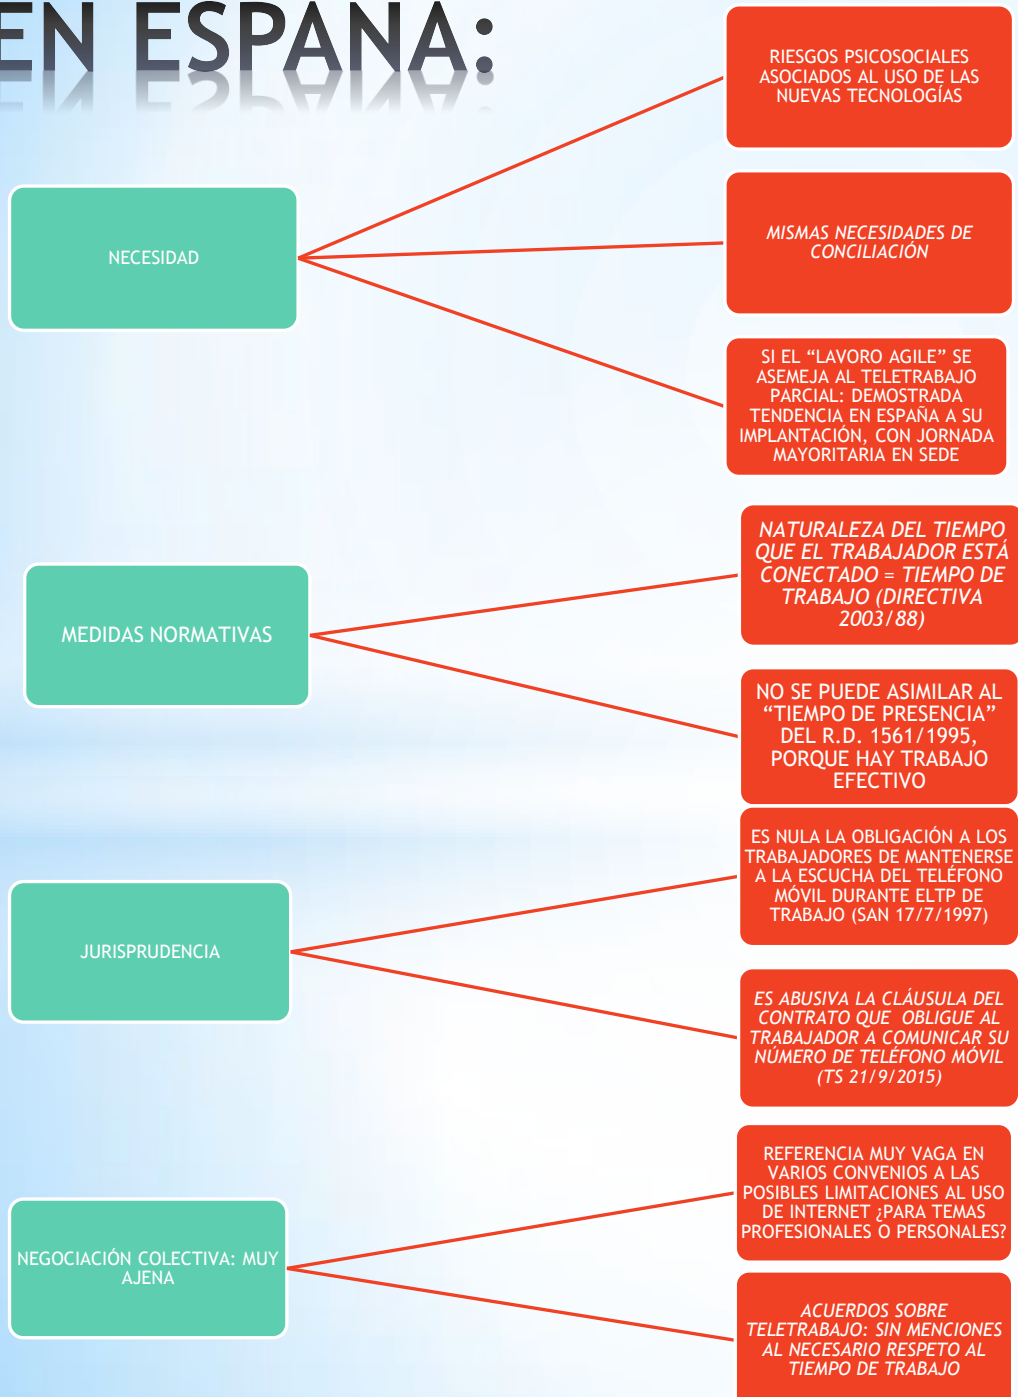 EN ESPAÑA:
RIESGOS PSICOSOCIALES
ASOCIADOS AL USO DE LAS
NUEVAS TECNOLOGÍAS
NECESIDAD
MISMAS NECESIDADES DE
CONCILIACIÓN
SI EL “LAVORO AGILE” SE
ASEMEJA AL TELETRABAJO
PARCIAL: DEMOSTRADA
TENDENCIA EN ESPAÑA A SU
IMPLANTACIÓN, CON JORNADA
MAYORITARIA EN SEDE
MEDIDAS NORMATIVAS
NATURALEZA DEL TIEMPO
QUE EL TRABAJADOR ESTÁ
CONECTADO = TIEMPO DE
TRABAJO (DIRECTIVA
2003/88)
NO SE PUEDE ASIMILAR AL
“TIEMPO DE PRESENCIA”
DEL R.D. 1561/1995,
PORQUE HAY TRABAJO
EFECTIVO
JURISPRUDENCIA
ES NULA LA OBLIGACIÓN A LOS
TRABAJADORES DE MANTENERSE
A LA ESCUCHA DEL TELÉFONO
MÓVIL DURANTE ELTP DE
TRABAJO (SAN 17/7/1997)
ES ABUSIVA LA CLÁUSULA DEL
CONTRATO QUE OBLIGUE AL
TRABAJADOR A COMUNICAR SU
NÚMERO DE TELÉFONO MÓVIL
(TS 21/9/2015)
NEGOCIACIÓN COLECTIVA: MUY
AJENA
REFERENCIA MUY VAGA EN
VARIOS CONVENIOS A LAS
POSIBLES LIMITACIONES AL USO
DE INTERNET ¿PARA TEMAS
PROFESIONALES O PERSONALES?
ACUERDOS SOBRE
TELETRABAJO: SIN MENCIONES
AL NECESARIO RESPETO AL
TIEMPO DE TRABAJO